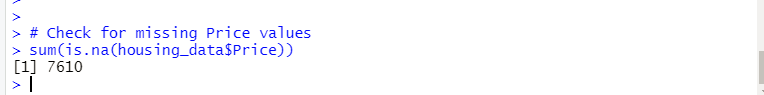 >
>
> # Check for missing Price values
> sum(is.na(housing_data$Price))
[1] 7610
>